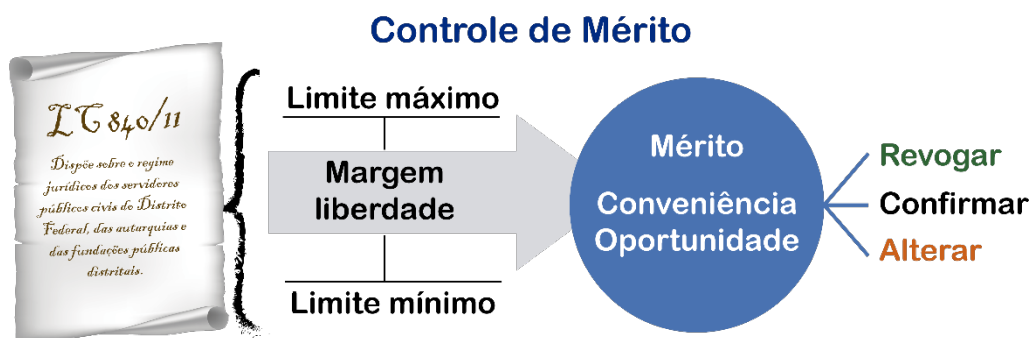 Controle de Mérito
LC 840/11
Dispõe sobre o regime
jurídicos dos servidores
públicos civis do Distrito
Federal, das autarquias e
das fundações públicas
distritais.
Limite máximo
Margem
liberdade
Limite mínimo
Mérito
Conveniência
Oportunidade
Revogar
Confirmar
Alterar